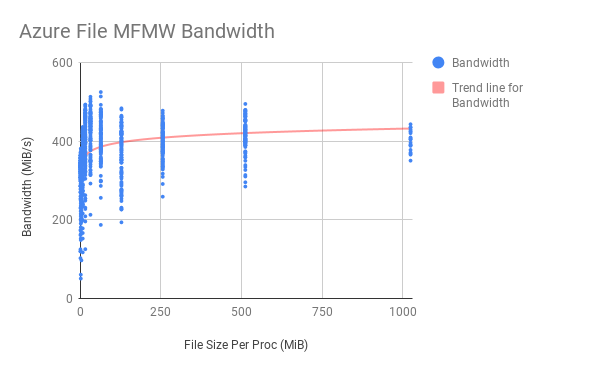 Azure File MFMW Bandwidth
600
400
200
0
Bandwidth (MiB/s)
0 250 500 750 1000
File Size Per Proc (MiB)
Bandwidth
Trend line for
Bandwidth